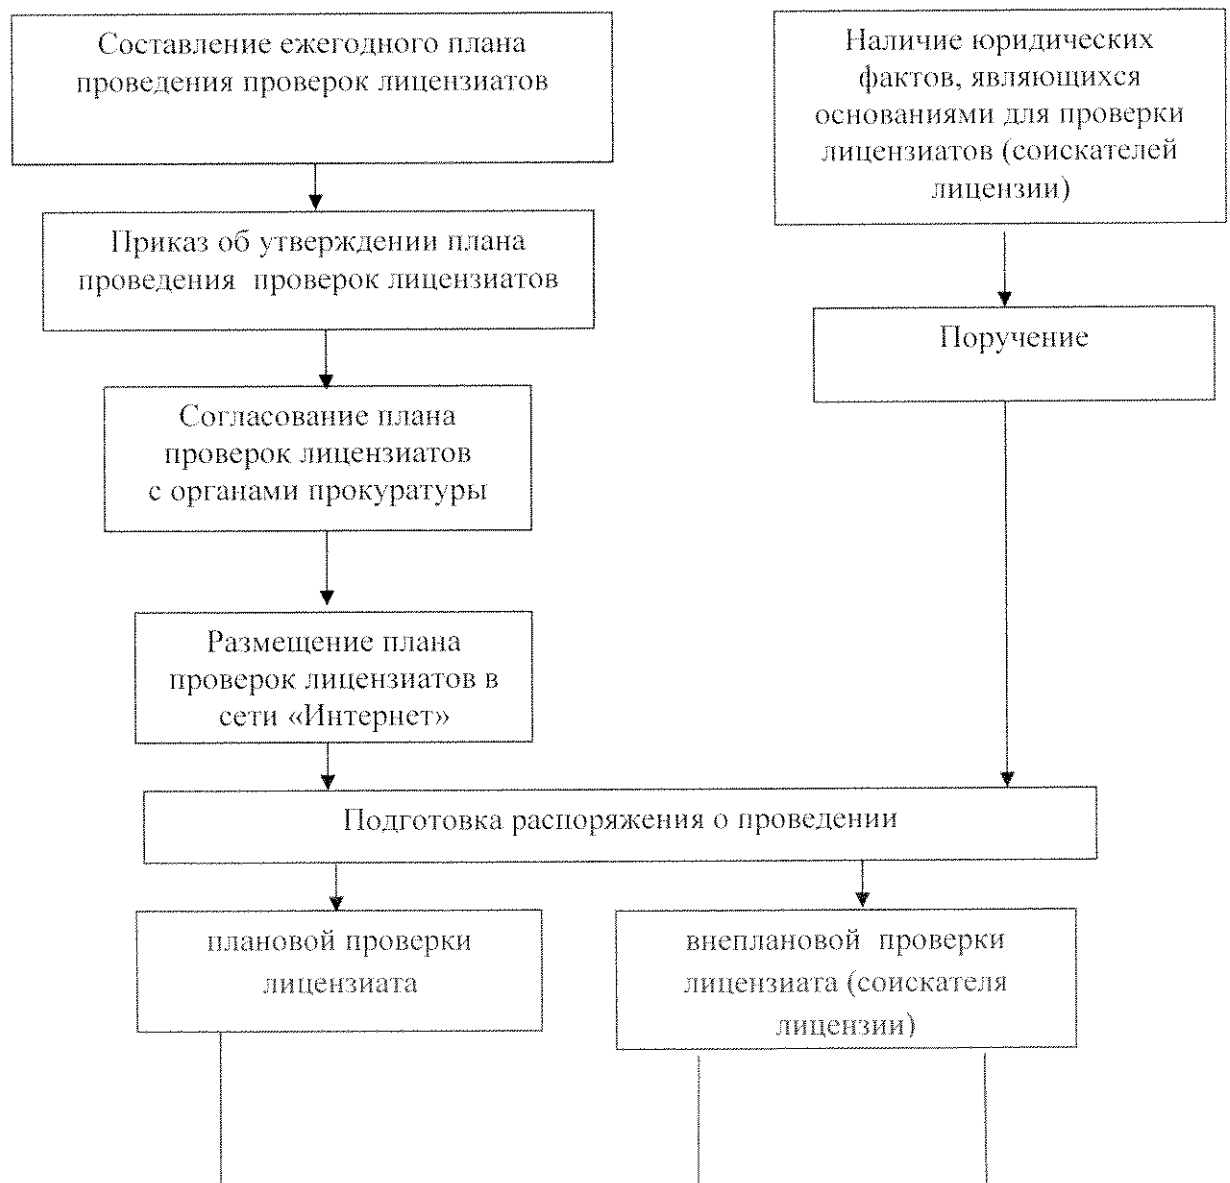 Составление ежегодного плана
проведения проверок лицензиатов
Наличие юридических
фактов, являющихся
основаниями для проверки
лицензиатов (соискателей
лицензии)
Приказ об утверждении плана
проведения проверок лицензиатов
Поручение
Согласование плана
проверок лицензиатов
с органами прокуратуры
Размещение плана
проверок лицензиатов в
сети «Интернет»
Подготовка распоряжения о проведении
плановой проверки
лицензиата
внеплановой проверки
лицензиата (соискателя
лицензии)